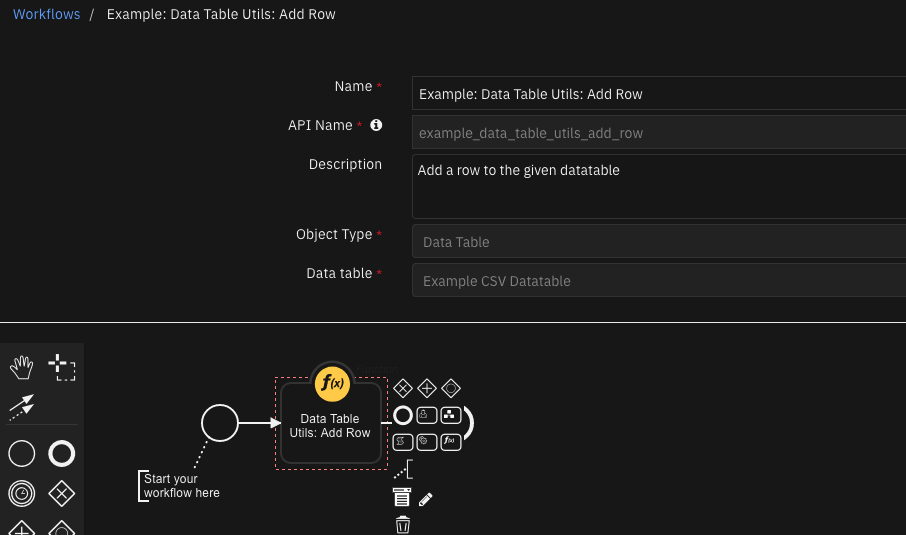 Workflows / Example: Data Table Utils: Add Row
Name *
Example: Data Table Utils: Add Row
API Name *
example_data_table_utils_add_row
Description
Add a row to the given datatable
Object Type *
Data Table
Data table *
Example CSV Datatable
f(x)
Data Table
Utils: Add Row
Start your
workflow here
f(x)